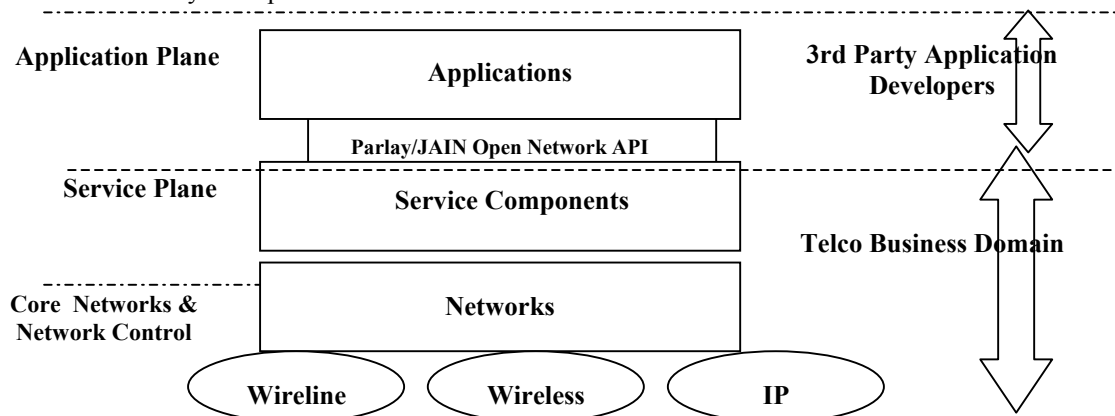 Application Plane
Applications
3rd Party Application
Developers
Parlay/JAIN Open Network API
Service Plane
Service Components
Telco Business Domain
Core Networks &
Network Control
Networks
Wireline
Wireless
IP